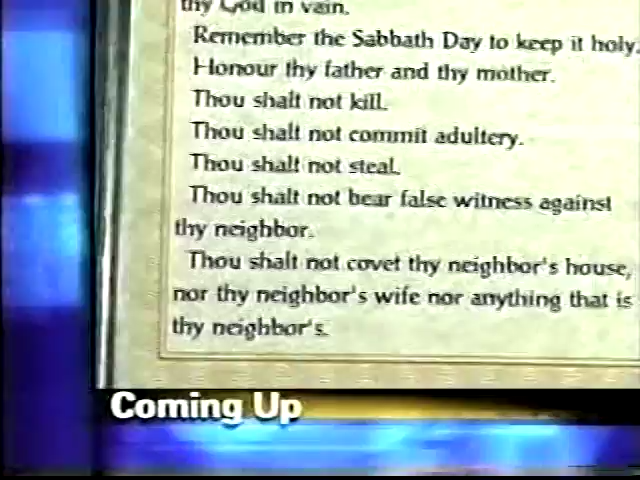 thy God in vain.
Remember the Sabbath Day to keep it holy.
Honour thy father and thy mother.
Thou shalt not kill.
Thou shalt not commit adultery.
Thou shalt not steal.
Thou shalt not bear false witness against
thy neighbor.
Thou shalt not covet thy neighbor's house,
nor thy neighbor's wife nor anything that is
thy neighbor's.
Coming Up